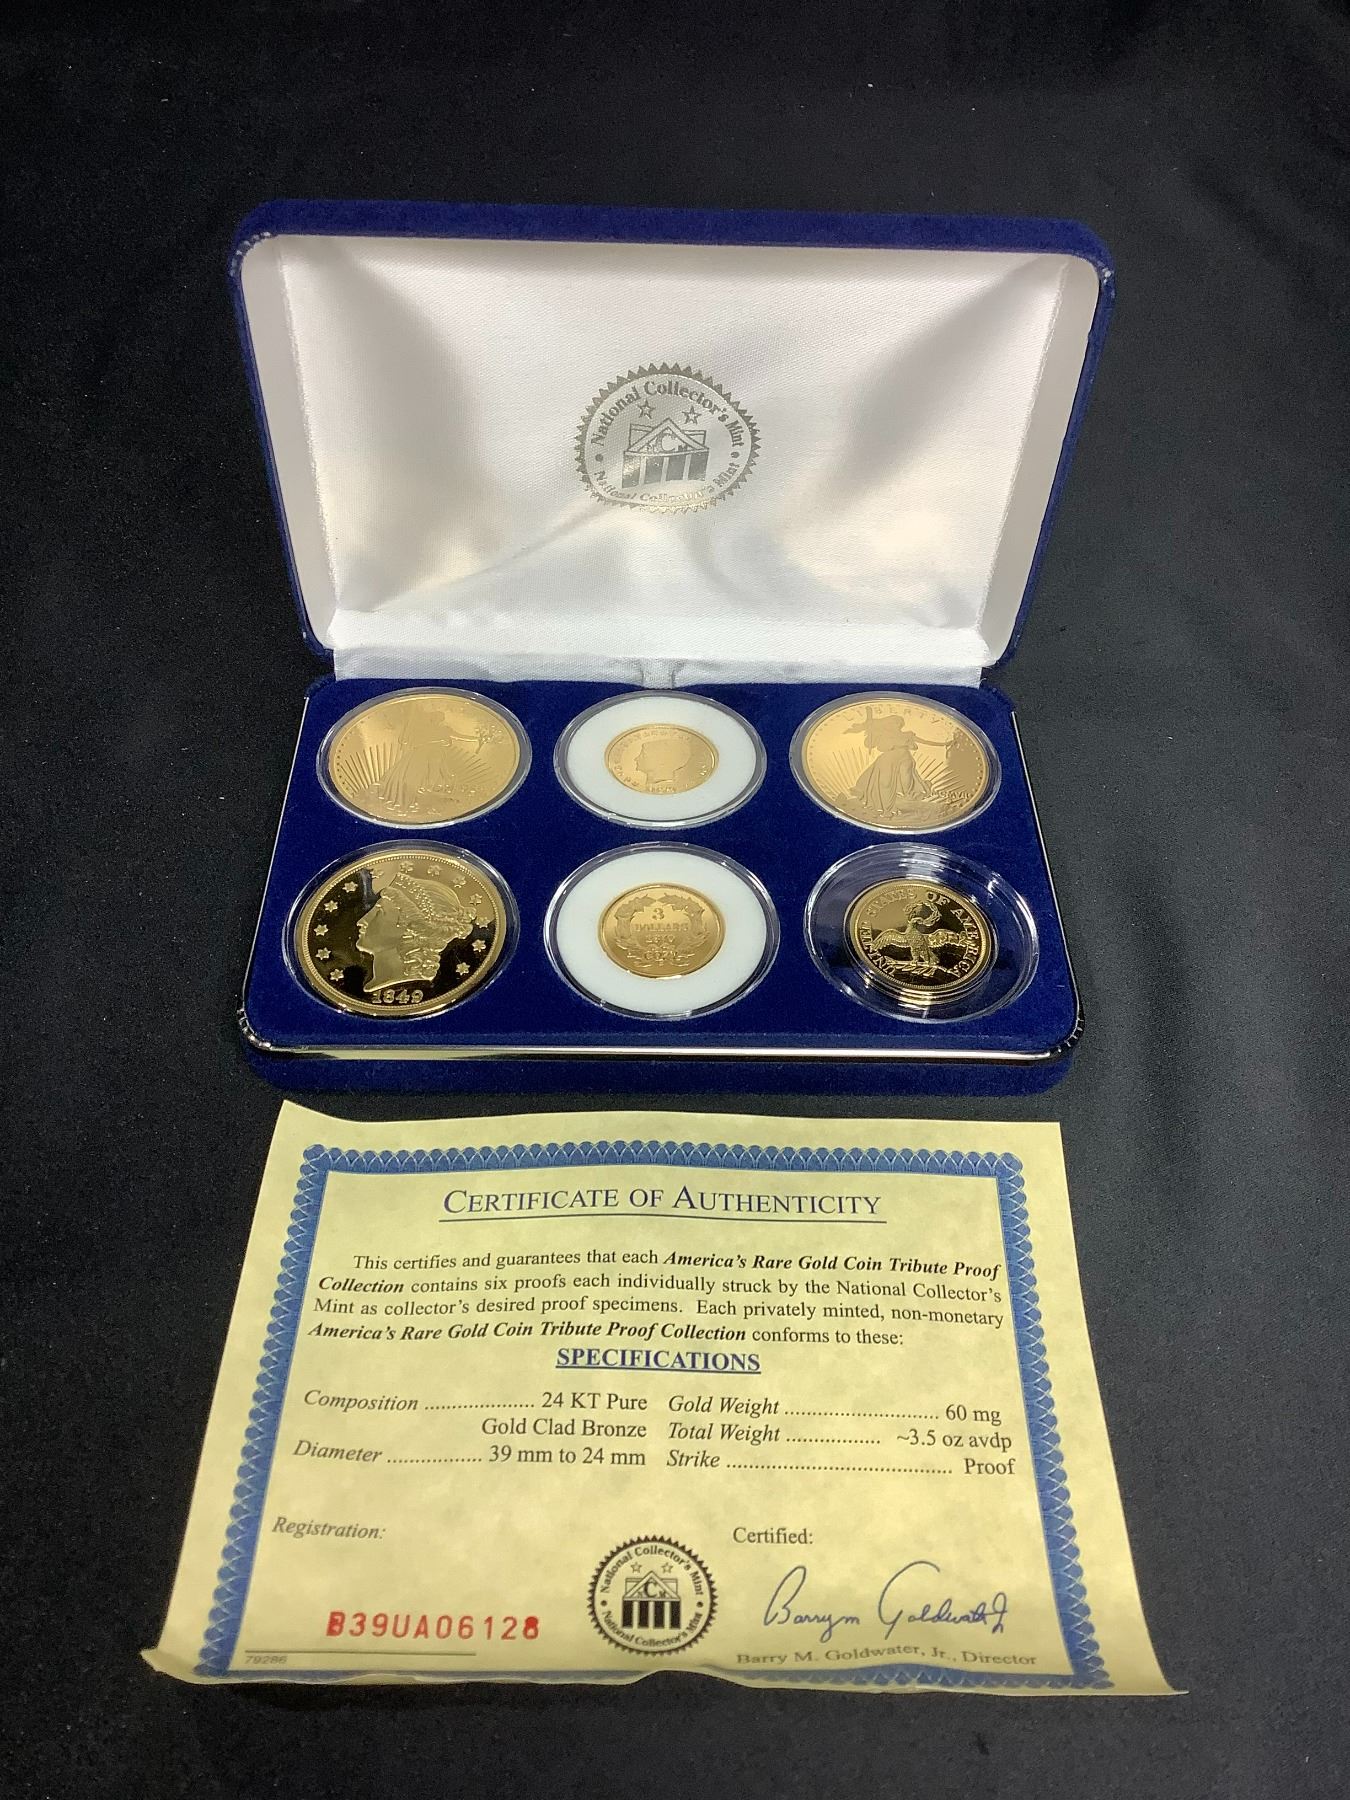 National Collector's Mint
National Collector's Mint
C
LIBERTY
1849
3
DOLLARS
UNITED STATES OF AMERICA
CERTIFICATE OF AUTHENTICITY
This certifies and guarantees that each America's Rare Gold Coin Tribute Proof
Collection contains six proofs each individually struck by the National Collector's
Mint as collector's desired proof specimens. Each privately minted, non-monetary
America's Rare Gold Coin Tribute Proof Collection conforms to these:
SPECIFICATIONS
Composition .................... 24 KT Pure Gold Weight ............................ 60 mg
Gold Clad Bronze Total Weight ................. ~3.5 oz avdp
Diameter ................. 39 mm to 24 mm Strike ......................................... Proof
Registration:
Certified:
National Collector's Mint
N C M
National Collector's Mint
Barry M Goldwater Jr
B39UA06128
79286
Barry M. Goldwater, Jr., Director